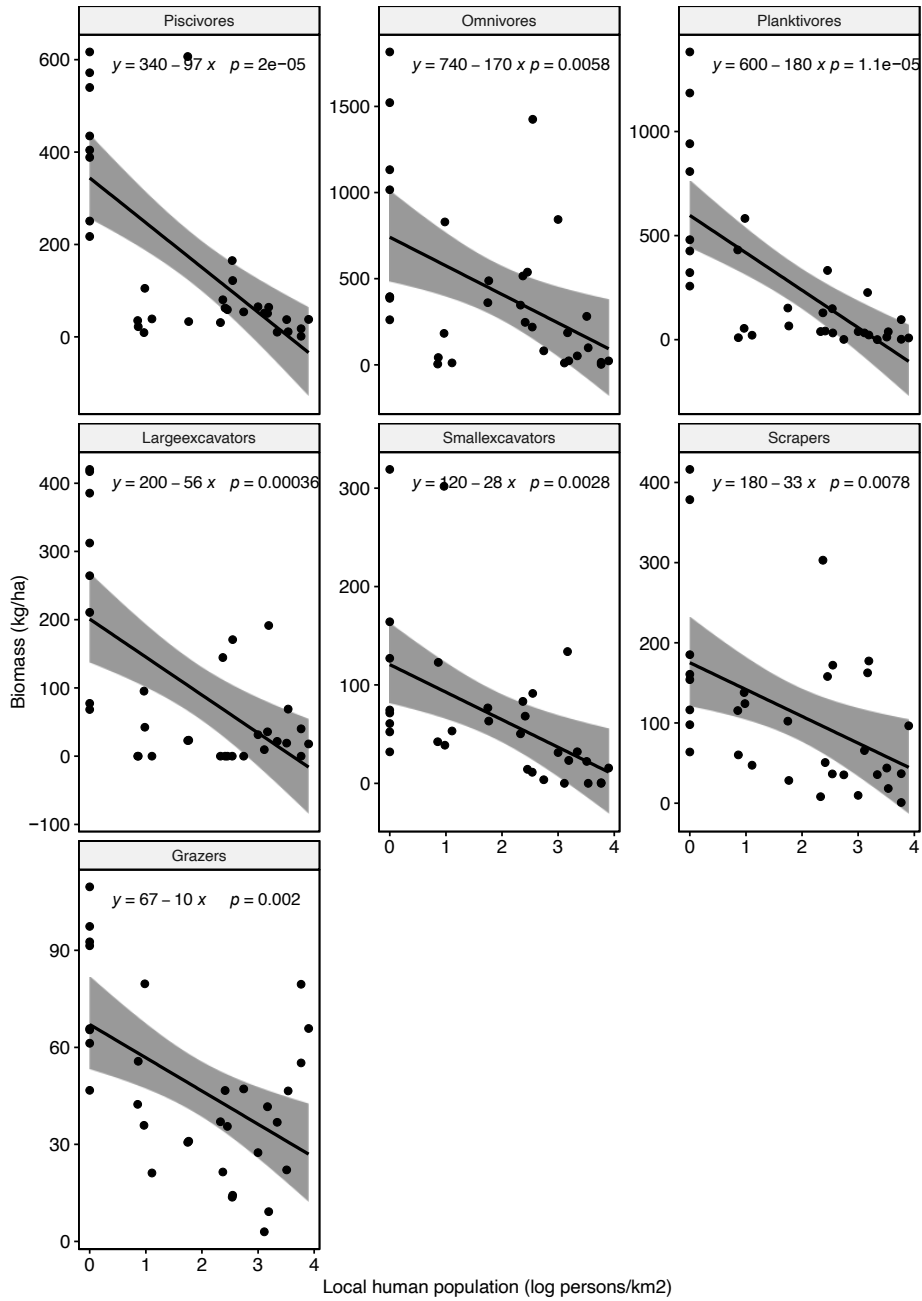 Piscivores
Omnivores
Planktivores
y = 340 − 97 x p = 2e−05
y = 740 − 170 x p = 0.0058
y = 600 − 180 x p = 1.1e−05
600
400
200
0
1500
1000
500
0
1000
500
0
Largeexcavators
Smallexcavators
Scrapers
y = 200 − 56 x p = 0.00036
y = 120 − 28 x p = 0.0028
y = 180 − 33 x p = 0.0078
400
300
200
100
0
−100
300
200
100
0
400
300
200
100
0
0 1 2 3 4
0 1 2 3 4
Grazers
y = 67 − 10 x p = 0.002
90
60
30
0
0 1 2 3 4
Biomass (kg/ha)
Local human population (log persons/km2)